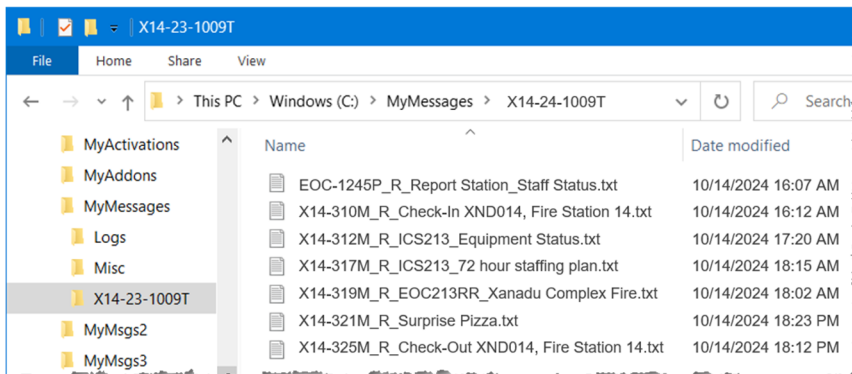 X14-23-1009T
File Home Share View
This PC > Windows (C:) > MyMessages > X14-24-1009T Search
MyActivations
MyAddons
MyMessages
Logs
Misc
X14-23-1009T
MyMsgs2
MyMsgs3
Name Date modified
EOC-1245P_R_Report Station_Staff Status.txt 10/14/2024 16:07 AM
X14-310M_R_Check-In XND014, Fire Station 14.txt 10/14/2024 16:12 AM
X14-312M_R_ICS213_Equipment Status.txt 10/14/2024 17:20 AM
X14-317M_R_ICS213_72 hour staffing plan.txt 10/14/2024 18:15 AM
X14-319M_R_EOC213RR_Xanadu Complex Fire.txt 10/14/2024 18:02 AM
X14-321M_R_Surprise Pizza.txt 10/14/2024 18:23 PM
X14-325M_R_Check-Out XND014, Fire Station 14.txt 10/14/2024 18:12 PM